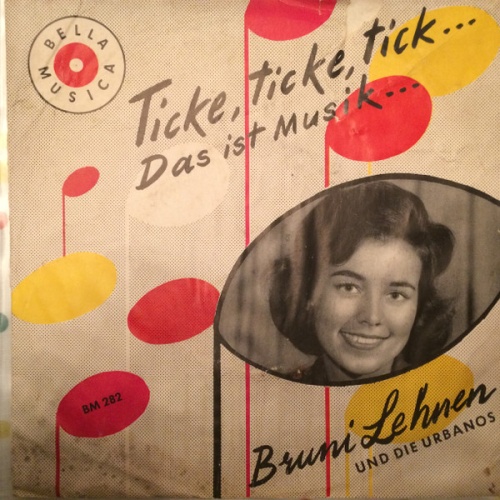 BELLA
MUSICA
Ticke, ticke, tick...
Das ist Musik...
BM 282
Bruni Lehnen
UND DIE URBANOS